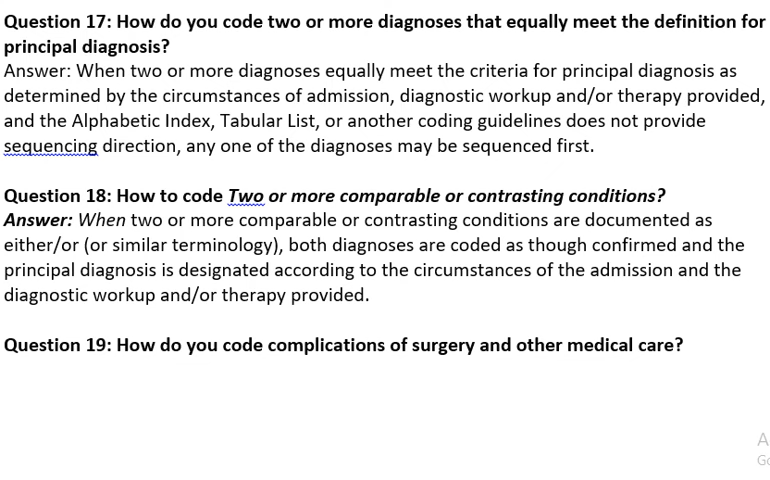 Question 17: How do you code two or more diagnoses that equally meet the definition for
principal diagnosis?
Answer: When two or more diagnoses equally meet the criteria for principal diagnosis as
determined by the circumstances of admission, diagnostic workup and/or therapy provided,
and the Alphabetic Index, Tabular List, or another coding guidelines does not provide
sequencing direction, any one of the diagnoses may be sequenced first.
Question 18: How to code Two or more comparable or contrasting conditions?
Answer: When two or more comparable or contrasting conditions are documented as
either/or (or similar terminology), both diagnoses are coded as though confirmed and the
principal diagnosis is designated according to the circumstances of the admission and the
diagnostic workup and/or therapy provided.
Question 19: How do you code complications of surgery and other medical care?